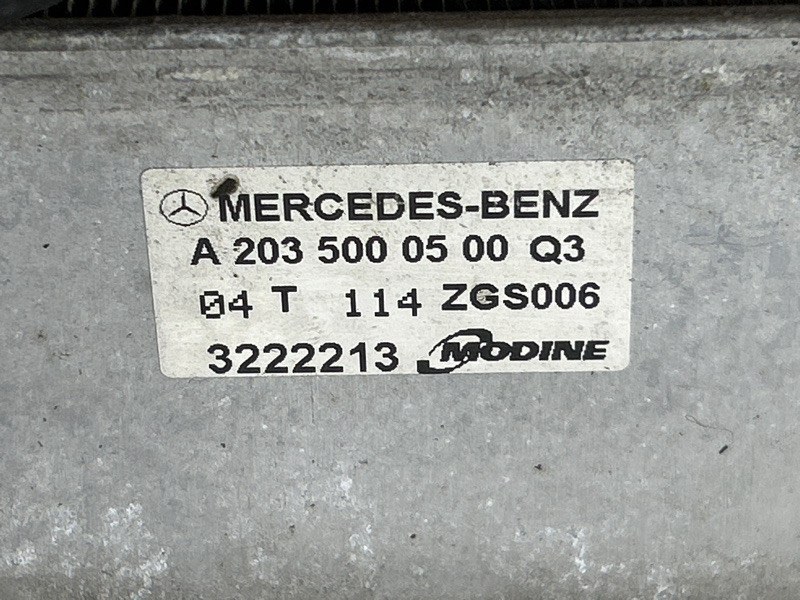 MERCEDES-BENZ
A 203 500 05 00 Q3
04 T 114 ZGS006
3222213 MODINE